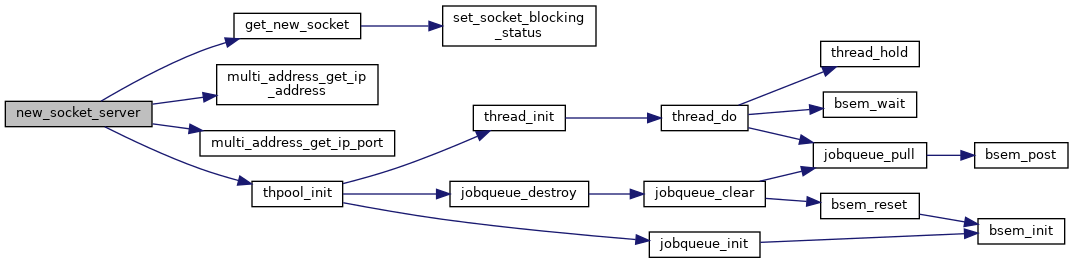 new_socket_server
get_new_socket
set_socket_blocking
_status
multi_address_get_ip
_address
multi_address_get_ip_port
thpool_init
thread_init
thread_do
thread_hold
bsem_wait
jobqueue_pull
bsem_post
jobqueue_destroy
jobqueue_clear
bsem_reset
bsem_init
jobqueue_init